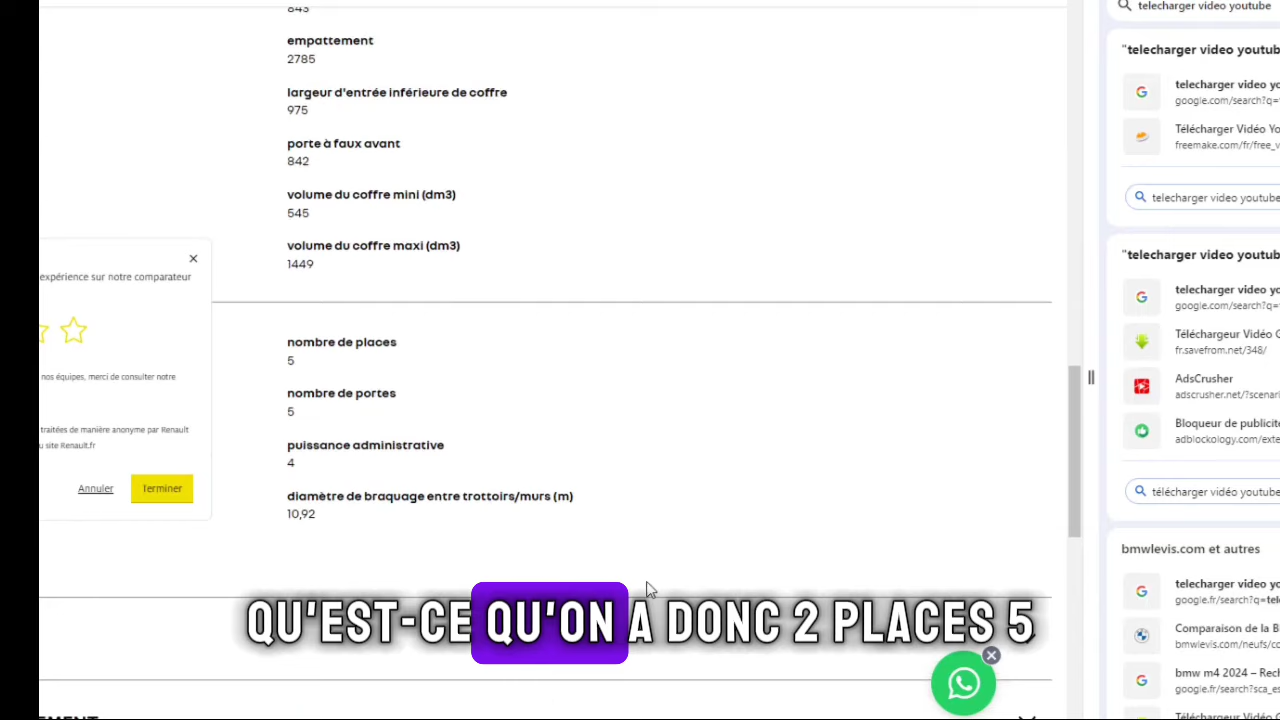 843
empattement
2785
largeur d'entrée inférieure de coffre
975
porte à faux avant
842
volume du coffre mini (dm3)
545
volume du coffre maxi (dm3)
1449
nombre de places
5
nombre de portes
5
puissance administrative
4
diamètre de braquage entre trottoirs/murs (m)
10,92
expérience sur notre comparateur
nos équipes, merci de consulter notre
traitées de manière anonyme par Renault
site Renault.fr
Annuler
Terminer
QU'EST-CE QU'ON A DONC 2 PLACES 5
telecharger video youtube
"telecharger video youtub
telecharger video yo
google.com/search?q=
Télécharger Vidéo Yo
freemake.com/fr/free_v
telecharger video youtube
"telecharger video youtub
telecharger video yo
google.com/search?q=
Téléchargeur Vidéo G
fr.savefrom.net/348/
AdsCrusher
adscrusher.net/?scenari
Bloqueur de publicité
adblockology.com/exte
télécharger vidéo youtube
bmwlevis.com et autres
telecharger video yo
google.fr/search?q=tele
Comparaison de la B
bmwlevis.com/neufs/co
bmw m4 2024 – Rech
google.fr/search?sca_es
Téléchargeur Vidéo G